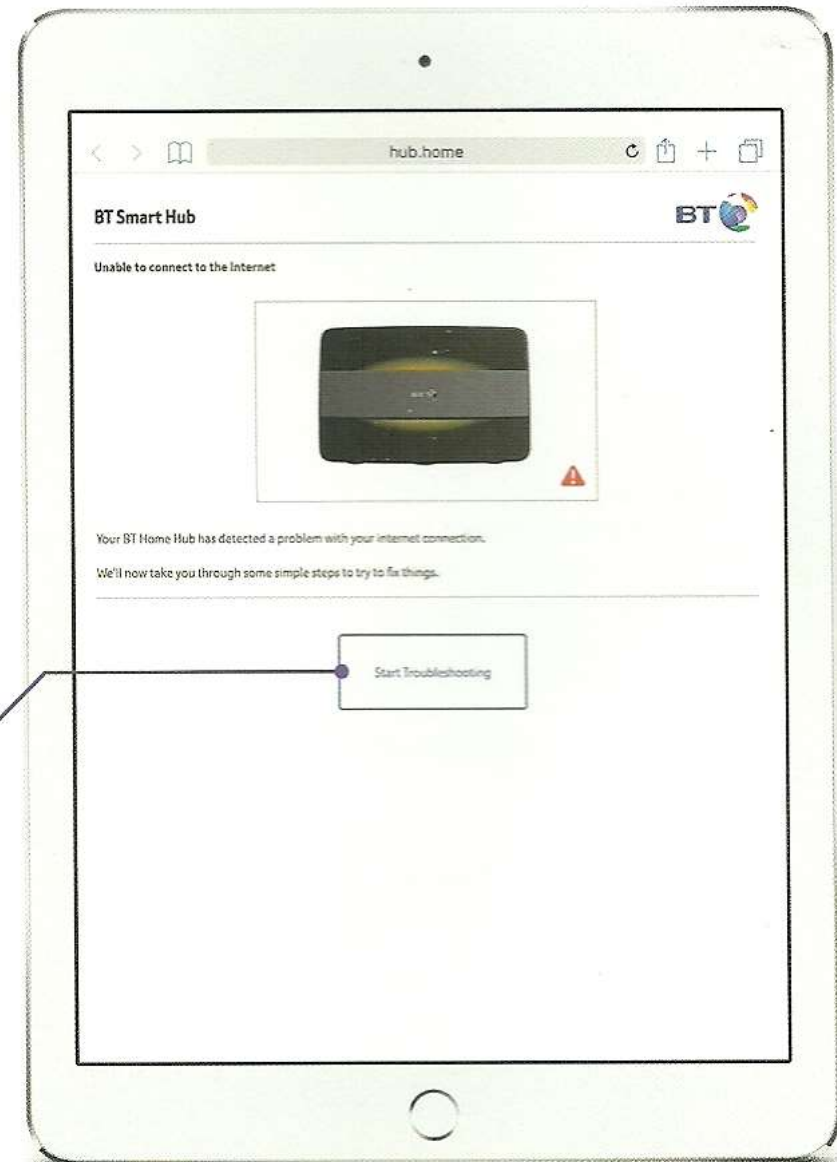 hub.home
BT Smart Hub
BT
Unable to connect to the Internet
BT
Your BT Home Hub has detected a problem with your internet connection.
We'll now take you through some simple steps to try to fix things.
Start Troubleshooting